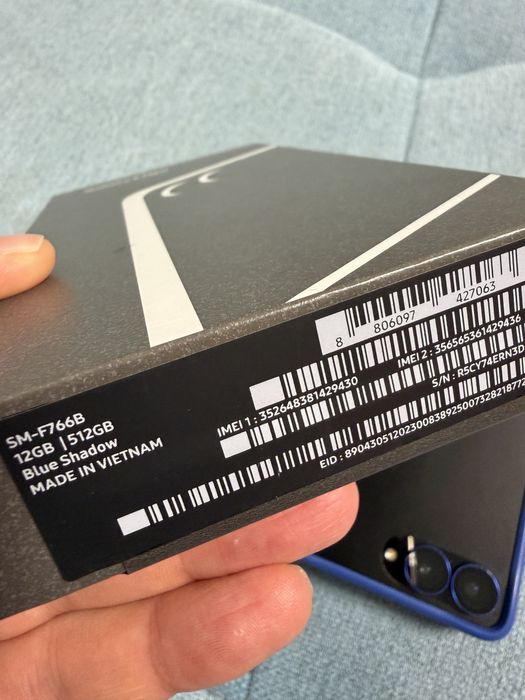 SM-F766B
12GB | 512GB
Blue Shadow
MADE IN VIETNAM
8 806097 427063
IMEI 1 : 352648381429430
IMEI 2 : 356565361429436
S/N : R5CY74ERN3D
EID : 89043051202300838925007328218772